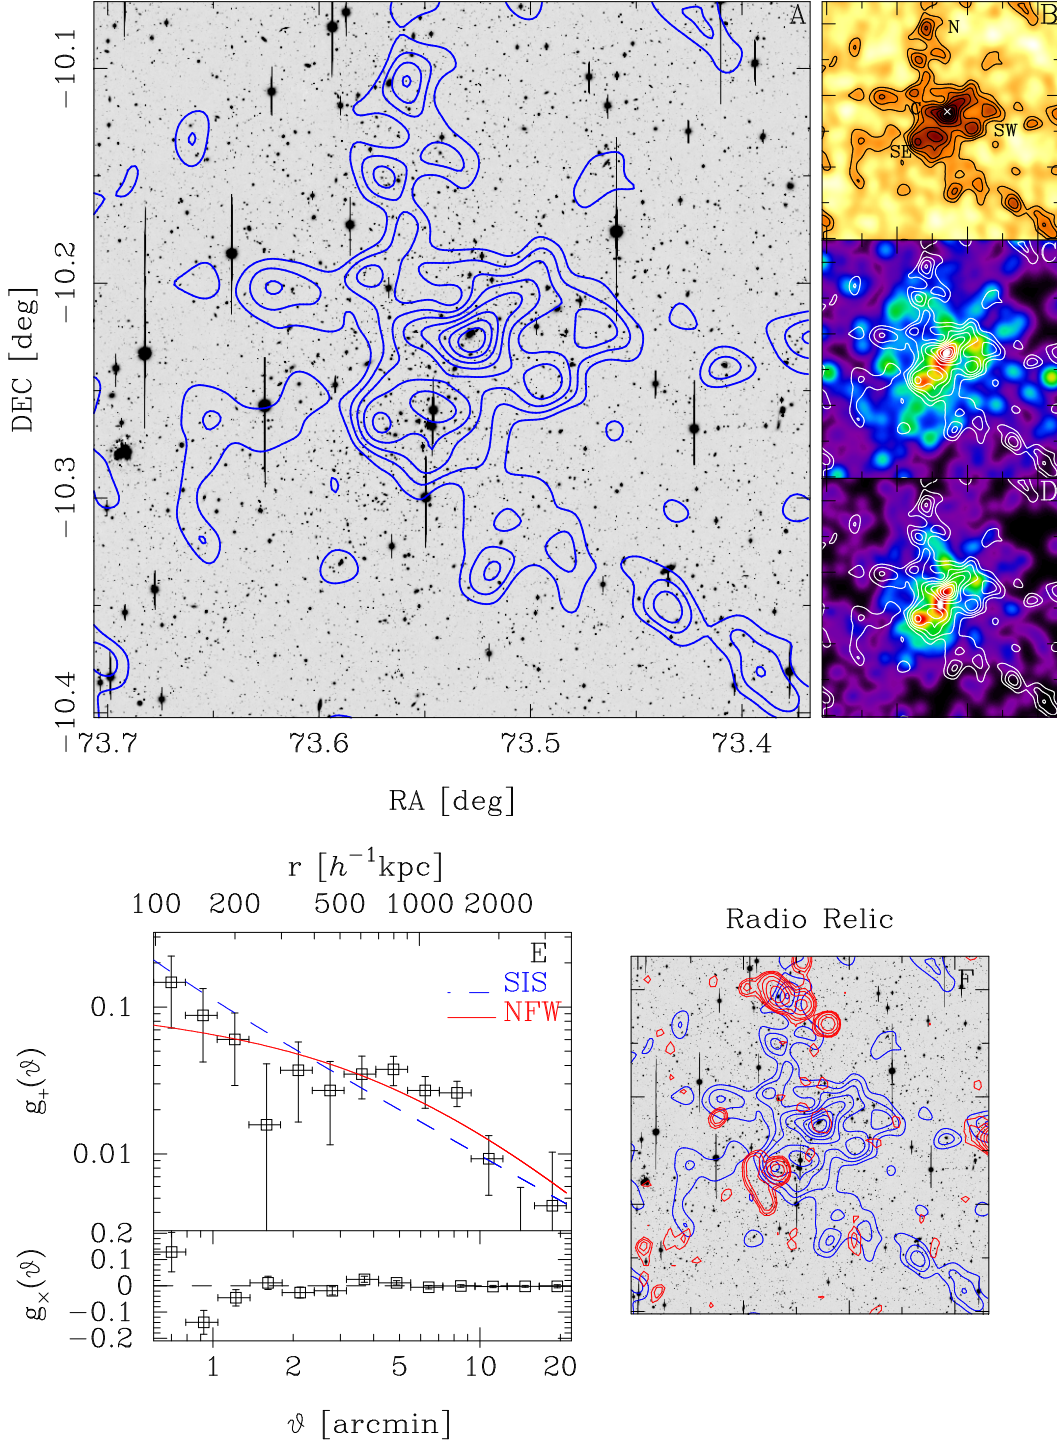 A
−10.1
−10.2
−10.3
−10.4
DEC [deg]
73.7
73.6
73.5
73.4
RA [deg]
B
N
C
SW
SE
C
D
r [h⁻¹kpc]
100 200 500 1000 2000
E
SIS
NFW
0.1
0.01
g₊(ϑ)
0.2
0.1
0
−0.1
−0.2
g×(ϑ)
1 2 5 10 20
ϑ [arcmin]
Radio Relic
F